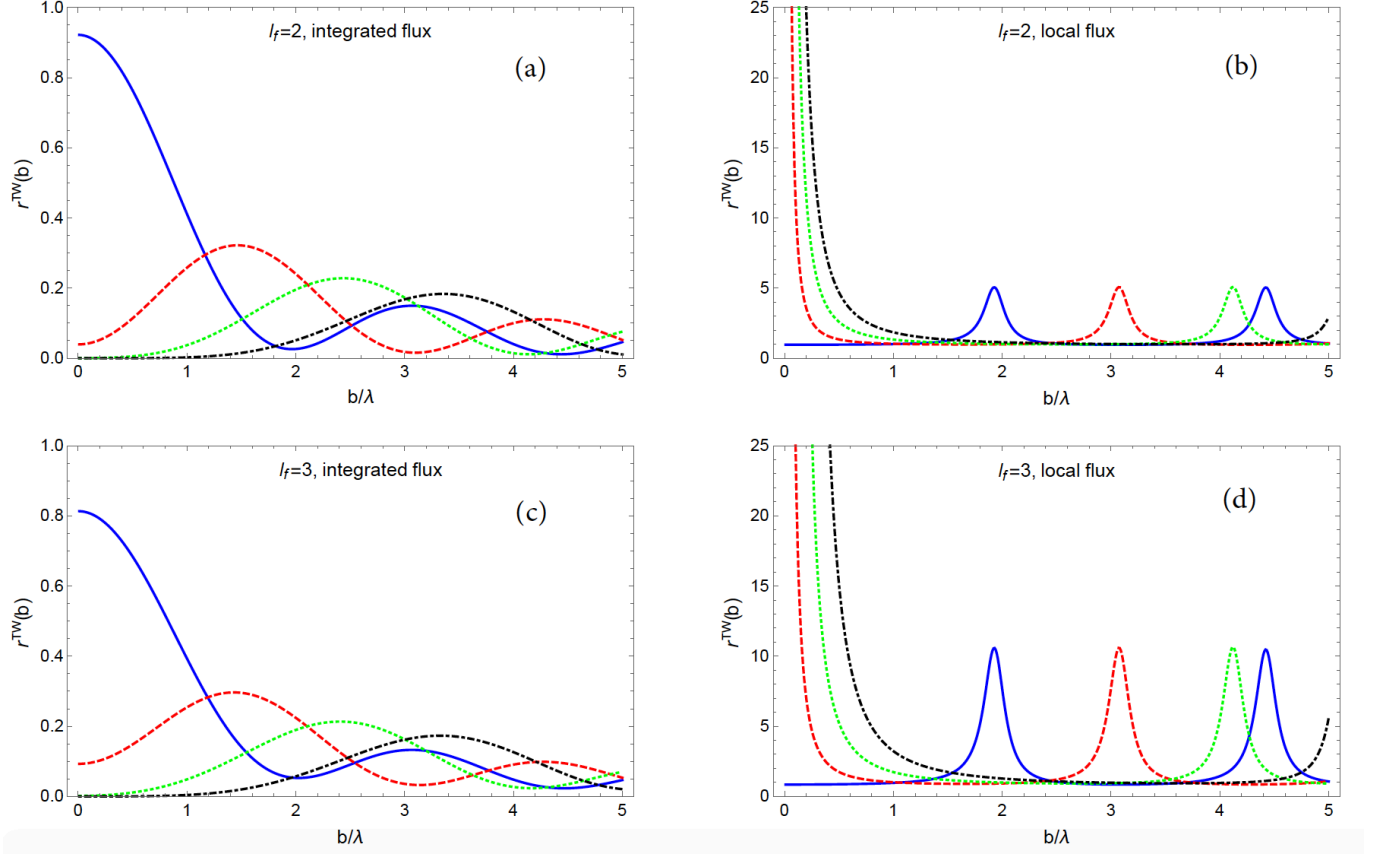 l_f=2, integrated flux
(a)
r^TW(b)
1.0
0.8
0.6
0.4
0.2
0.0
0 1 2 3 4 5
b/λ
l_f=2, local flux
(b)
r^TW(b)
25
20
15
10
5
0
0 1 2 3 4 5
b/λ
l_f=3, integrated flux
(c)
r^TW(b)
1.0
0.8
0.6
0.4
0.2
0.0
0 1 2 3 4 5
b/λ
l_f=3, local flux
(d)
r^TW(b)
25
20
15
10
5
0
0 1 2 3 4 5
b/λ